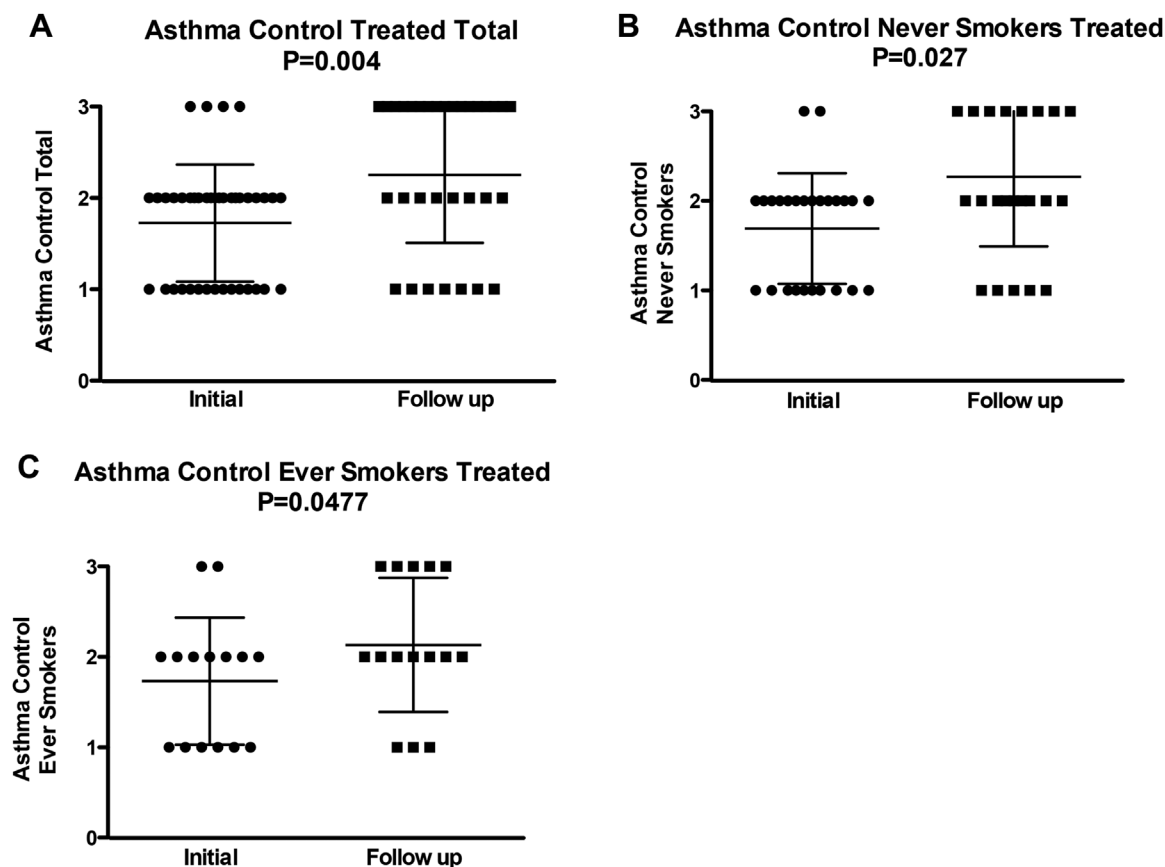 A
Asthma Control Treated Total
P=0.004
Asthma Control Total
3
2
1
0
Initial
Follow up
B
Asthma Control Never Smokers Treated
P=0.027
Asthma Control
Never Smokers
3
2
1
0
Initial
Follow up
C
Asthma Control Ever Smokers Treated
P=0.0477
Asthma Control
Ever Smokers
3
2
1
0
Initial
Follow up